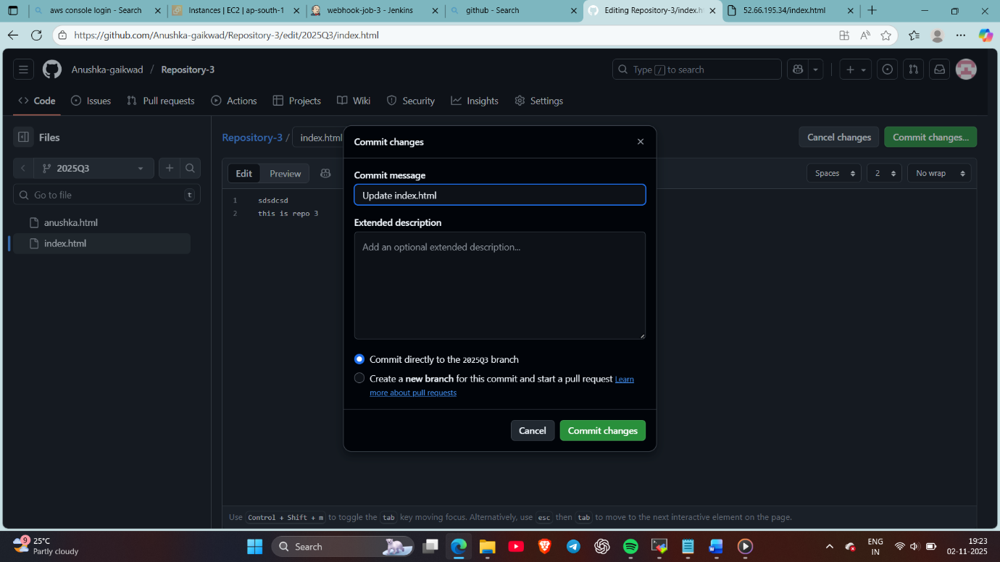 aws console login - Search
Instances | EC2 | ap-south-1
webhook-job-3 - Jenkins
github - Search
Editing Repository-3/index.h
52.66.195.34/index.html
https://github.com/Anushka-gaikwad/Repository-3/edit/2025Q3/index.html
Anushka-gaikwad / Repository-3
Type / to search
Code
Issues
Pull requests
Actions
Projects
Wiki
Security
Insights
Settings
Files
Repository-3 / index.html
Cancel changes
Commit changes...
2025Q3
Edit
Preview
Spaces
2
No wrap
Go to file
t
anushka.html
index.html
1 sdsdcsd
2 this is repo 3
Commit changes
Commit message
Update index.html
Extended description
Add an optional extended description...
Commit directly to the 2025Q3 branch
Create a new branch for this commit and start a pull request Learn
more about pull requests
Cancel
Commit changes
Use Control + Shift + m to toggle the tab key moving focus. Alternatively, use esc then tab to move to the next interactive element on the page.
9
25°C
Partly cloudy
Search
ENG
IN
19:23
02-11-2025